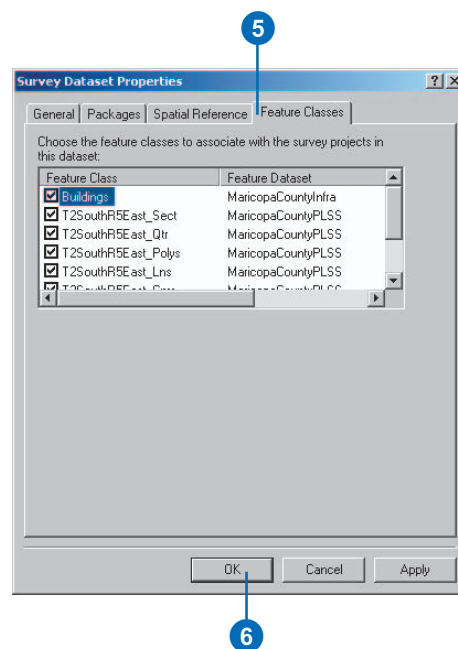 5
Survey Dataset Properties
General Packages Spatial Reference Feature Classes
Choose the feature classes to associate with the survey projects in
this dataset:
Feature Class Feature Dataset
Buildings MaricopaCountyInfra
T2SouthR5East_Sect MaricopaCountyPLSS
T2SouthR5East_Qtr MaricopaCountyPLSS
T2SouthR5East_Polys MaricopaCountyPLSS
T2SouthR5East_Lns MaricopaCountyPLSS
OK Cancel Apply
6